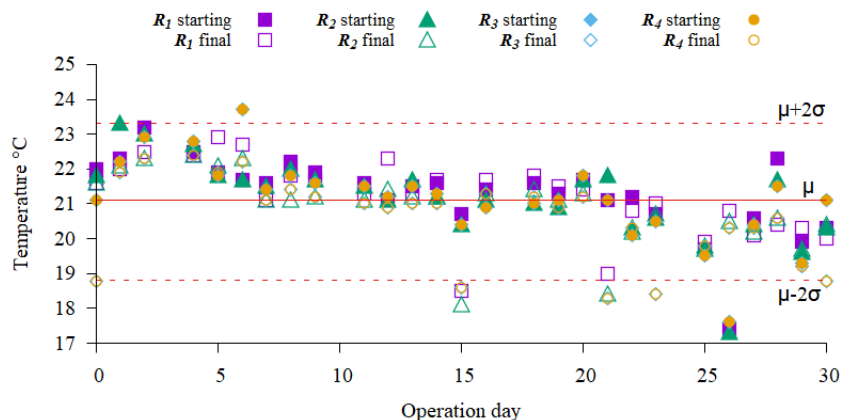 R1 starting R2 starting R3 starting R4 starting
R1 final R2 final R3 final R4 final
25
24
23
22
21
20
19
18
17
Temperature °C
μ+2σ
μ
μ-2σ
0 5 10 15 20 25 30
Operation day